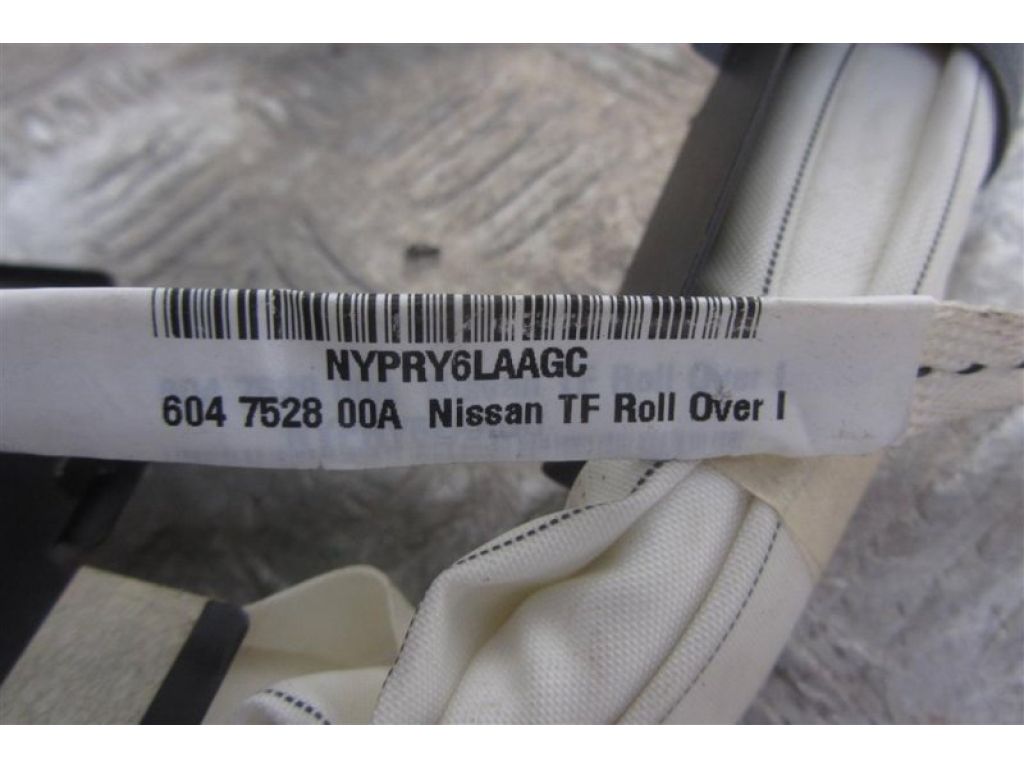 NYPRY6LAAGC
604 7528 00A Nissan TF Roll Over I